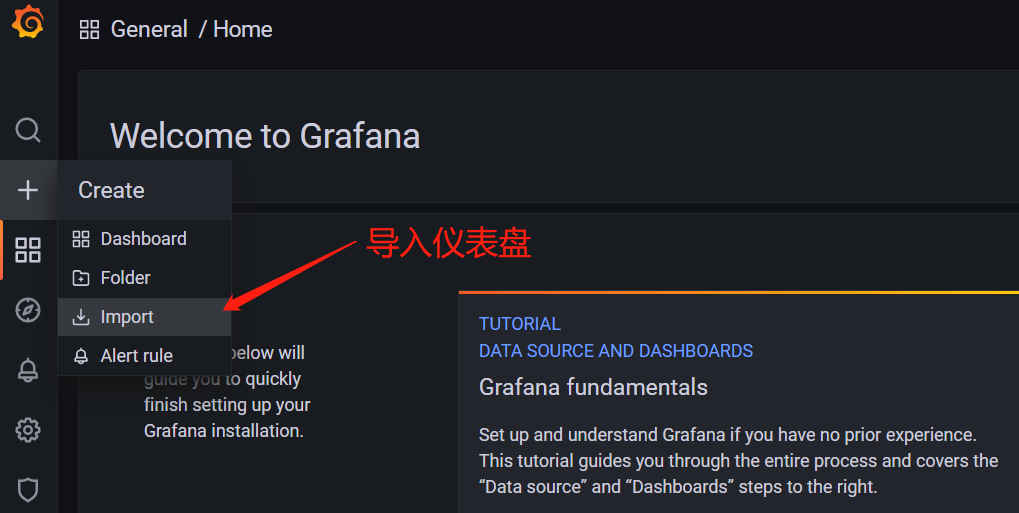 General / Home
Welcome to Grafana
Create
Dashboard
导入仪表盘
Folder
Import
Alert rule
below will
guide you to quickly
finish setting up your
Grafana installation.
TUTORIAL
DATA SOURCE AND DASHBOARDS
Grafana fundamentals
Set up and understand Grafana if you have no prior experience.
This tutorial guides you through the entire process and covers the
“Data source” and “Dashboards” steps to the right.